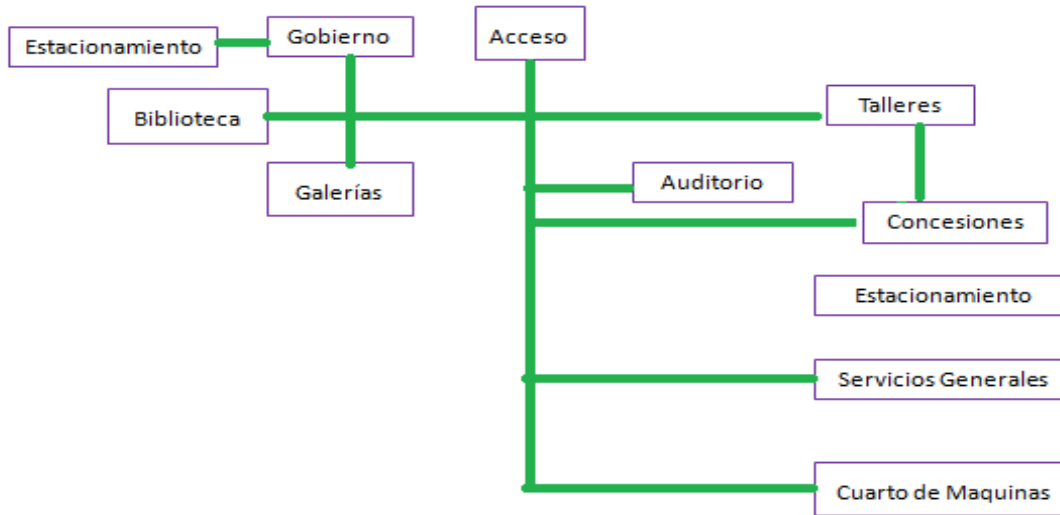 Estacionamiento
Gobierno
Acceso
Biblioteca
Talleres
Galerías
Auditorio
Concesiones
Estacionamiento
Servicios Generales
Cuarto de Maquinas